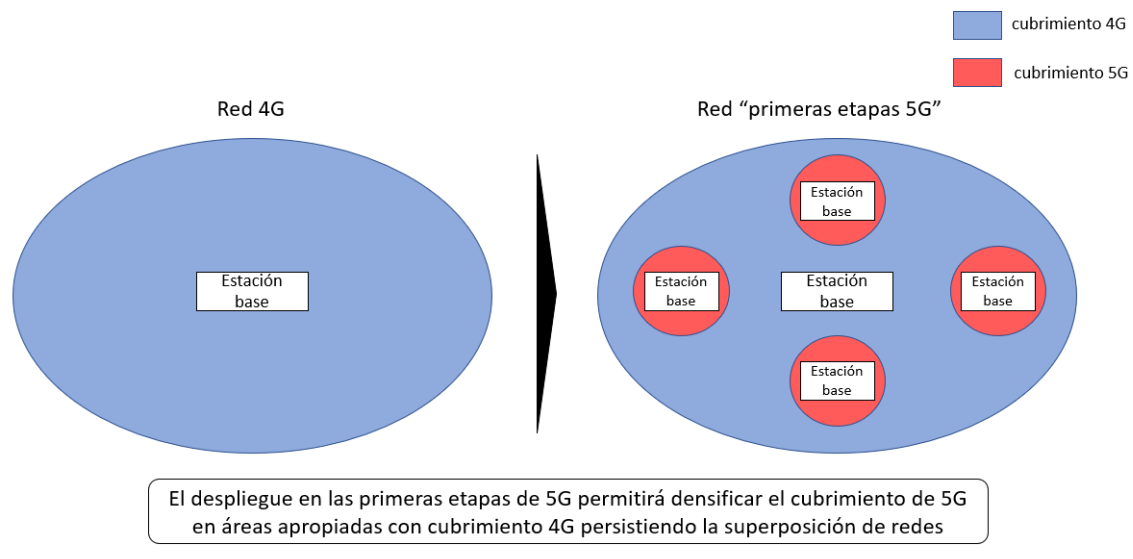 cubrimiento 4G
cubrimiento 5G
Red 4G
Red “primeras etapas 5G”
Estación
base
Estación
base
Estación
base
Estación
base
Estación
base
Estación
base
El despliegue en las primeras etapas de 5G permitirá densificar el cubrimiento de 5G
en áreas apropiadas con cubrimiento 4G persistiendo la superposición de redes